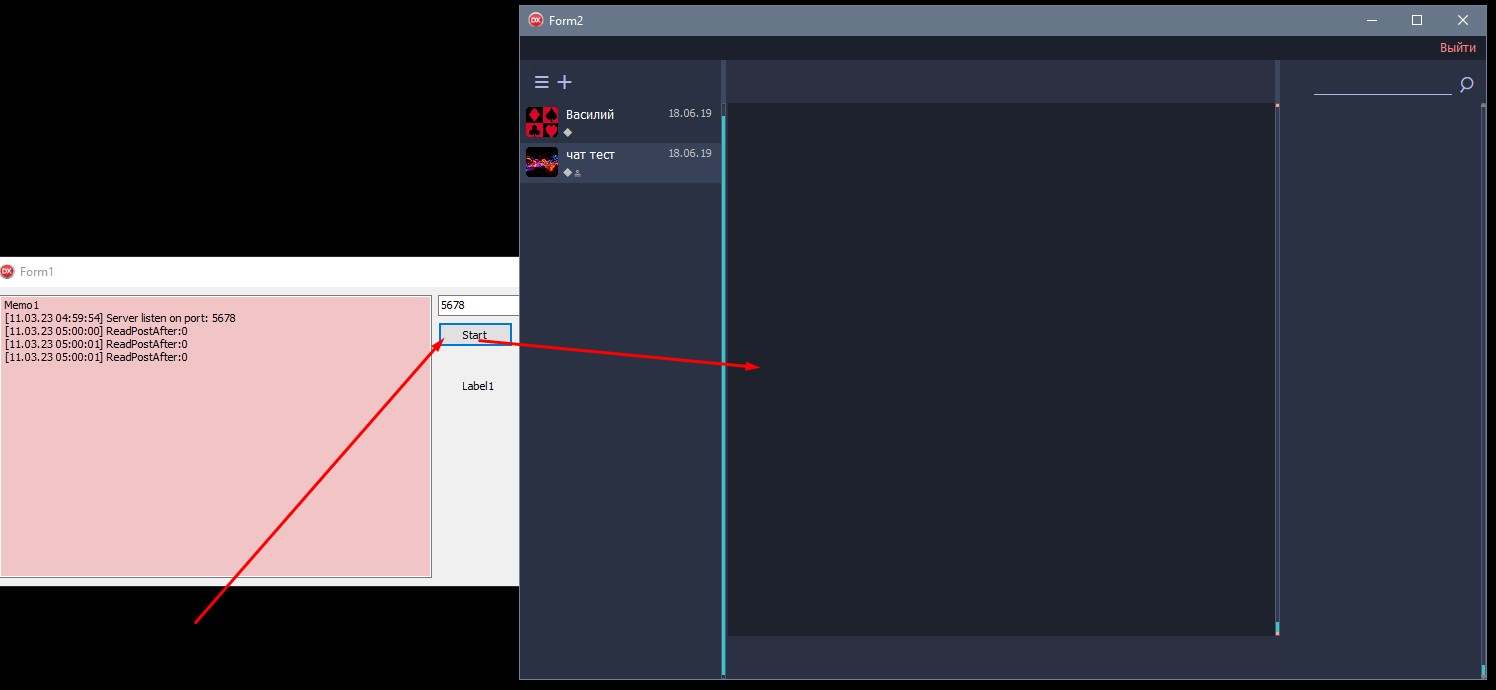 Form2
Выйти
Василий 18.06.19
чат тест 18.06.19
Form1
Memo1
[11.03.23 04:59:54] Server listen on port: 5678
[11.03.23 05:00:00] ReadPostAfter:0
[11.03.23 05:00:01] ReadPostAfter:0
[11.03.23 05:00:01] ReadPostAfter:0
5678
Start
Label1